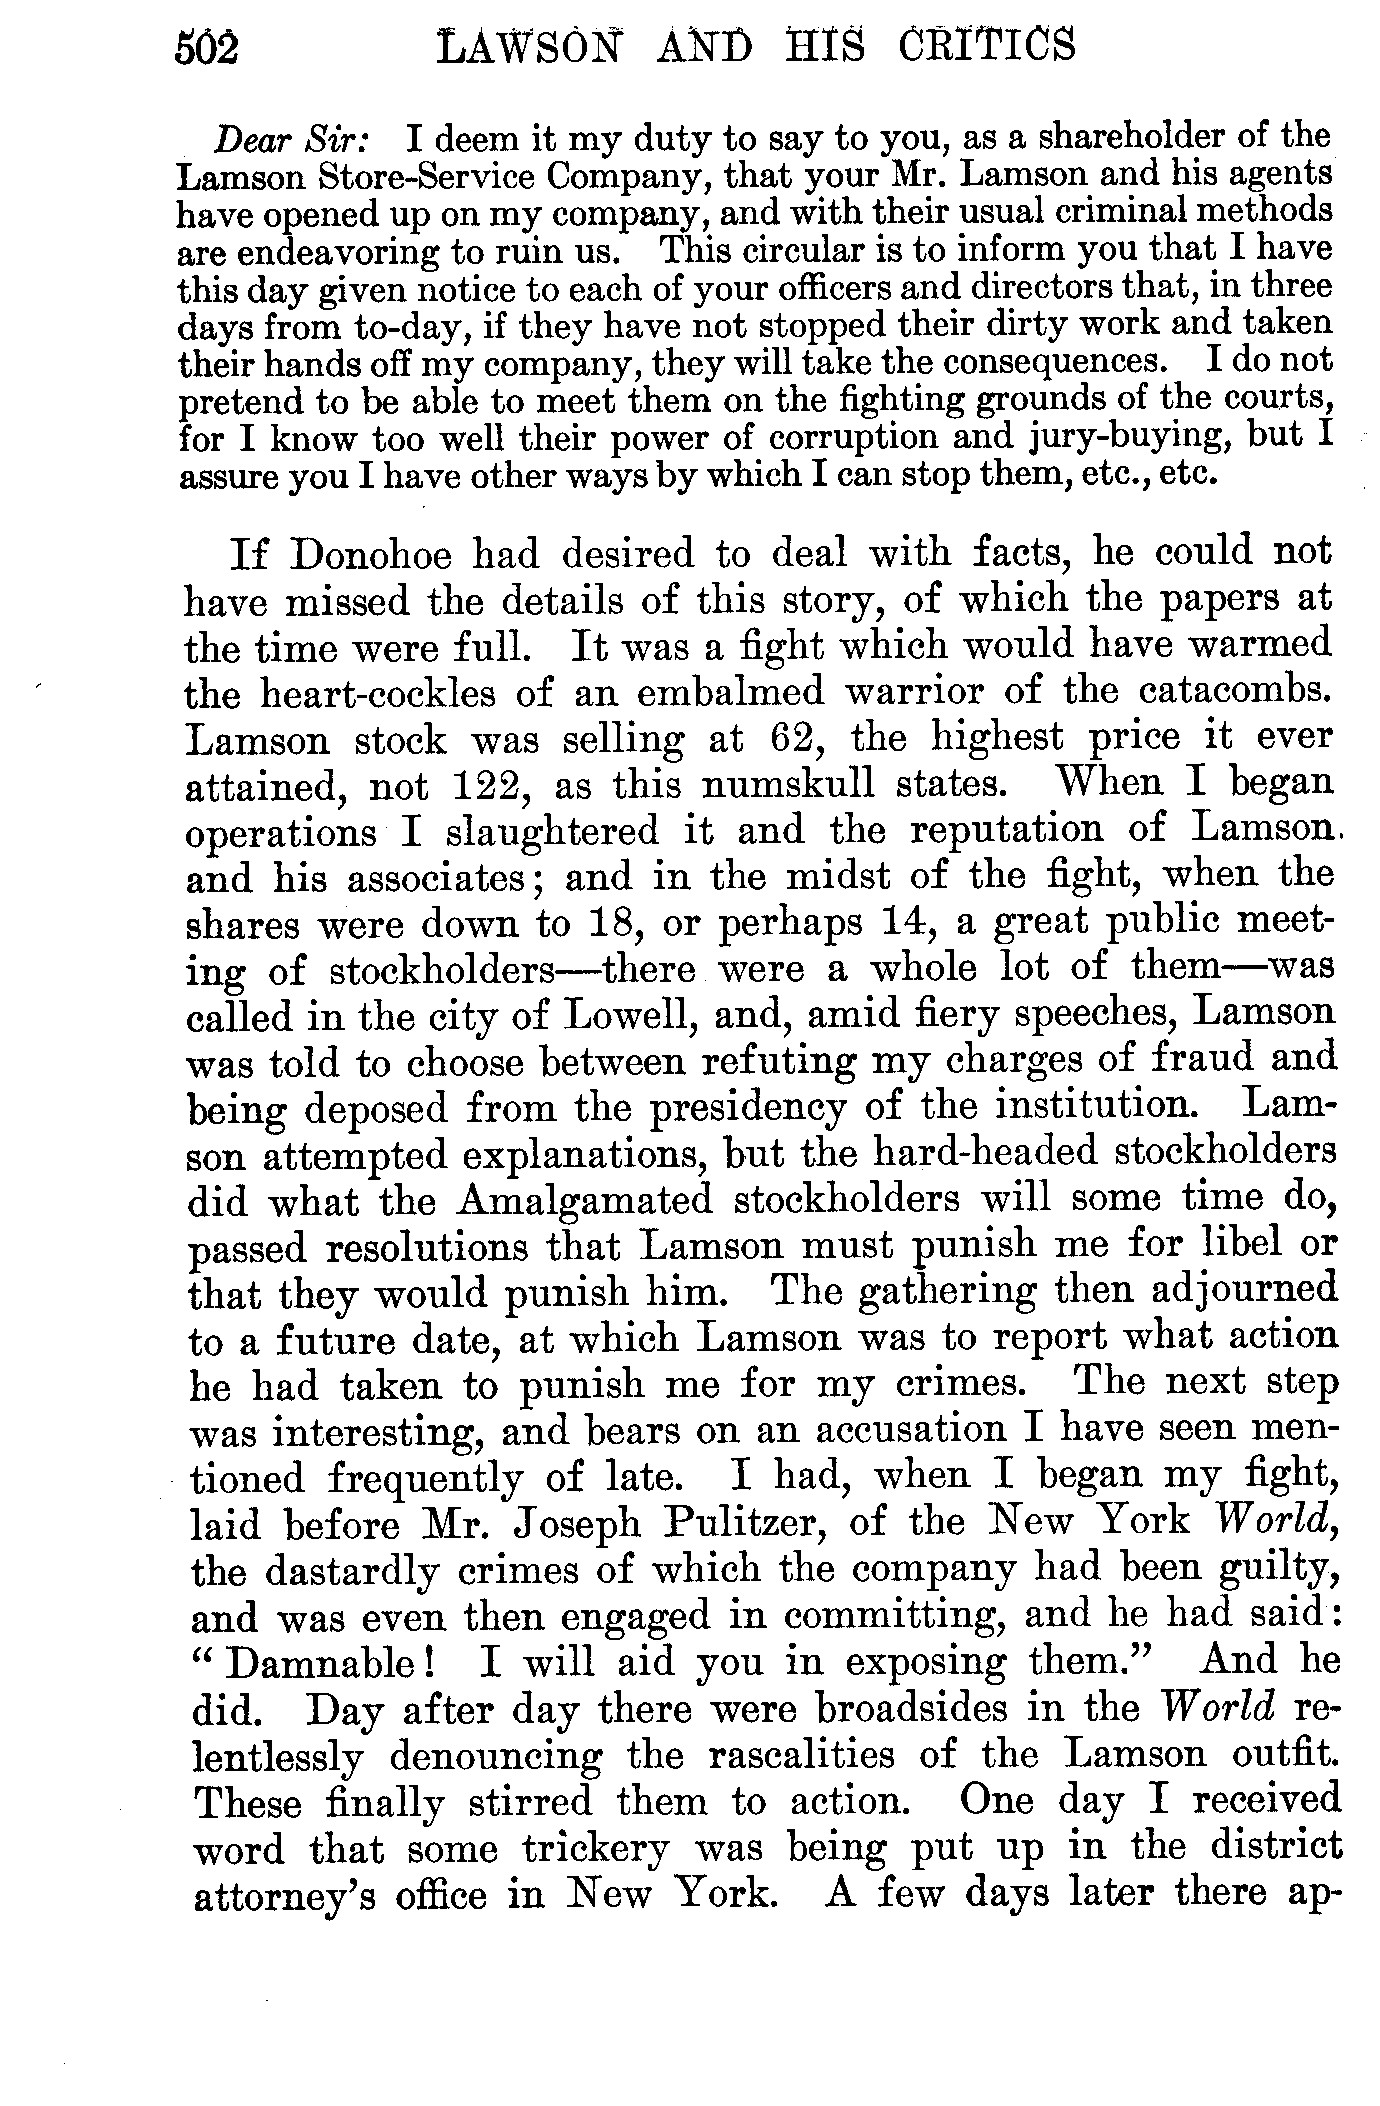 502 LAWSON AND HIS CRITICS
Dear Sir: I deem it my duty to say to you, as a shareholder of the
Lamson Store-Service Company, that your Mr. Lamson and his agents
have opened up on my company, and with their usual criminal methods
are endeavoring to ruin us. This circular is to inform you that I have
this day given notice to each of your officers and directors that, in three
days from to-day, if they have not stopped their dirty work and taken
their hands off my company, they will take the consequences. I do not
pretend to be able to meet them on the fighting grounds of the courts,
for I know too well their power of corruption and jury-buying, but I
assure you I have other ways by which I can stop them, etc., etc.
If Donohoe had desired to deal with facts, he could not
have missed the details of this story, of which the papers at
the time were full. It was a fight which would have warmed
the heart-cockles of an embalmed warrior of the catacombs.
Lamson stock was selling at 62, the highest price it ever
attained, not 122, as this numskull states. When I began
operations I slaughtered it and the reputation of Lamson.
and his associates; and in the midst of the fight, when the
shares were down to 18, or perhaps 14, a great public meet-
ing of stockholders—there were a whole lot of them—was
called in the city of Lowell, and, amid fiery speeches, Lamson
was told to choose between refuting my charges of fraud and
being deposed from the presidency of the institution. Lam-
son attempted explanations, but the hard-headed stockholders
did what the Amalgamated stockholders will some time do,
passed resolutions that Lamson must punish me for libel or
that they would punish him. The gathering then adjourned
to a future date, at which Lamson was to report what action
he had taken to punish me for my crimes. The next step
was interesting, and bears on an accusation I have seen men-
tioned frequently of late. I had, when I began my fight,
laid before Mr. Joseph Pulitzer, of the New York World,
the dastardly crimes of which the company had been guilty,
and was even then engaged in committing, and he had said:
“ Damnable! I will aid you in exposing them.” And he
did. Day after day there were broadsides in the World re-
lentlessly denouncing the rascalities of the Lamson outfit.
These finally stirred them to action. One day I received
word that some trickery was being put up in the district
attorney’s office in New York. A few days later there ap-